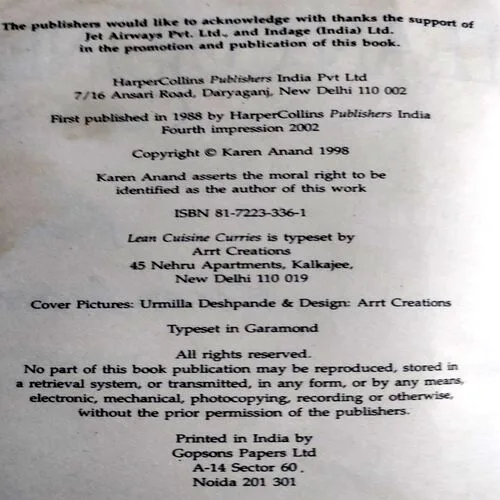 The publishers would like to acknowledge with thanks the support of
Jet Airways Pvt. Ltd., and Indage (India) Ltd.
in the promotion and publication of this book.
HarperCollins Publishers India Pvt Ltd
7/16 Ansari Road, Daryaganj, New Delhi 110 002
First published in 1988 by HarperCollins Publishers India
Fourth impression 2002
Copyright © Karen Anand 1998
Karen Anand asserts the moral right to be
identified as the author of this work
ISBN 81-7223-336-1
Lean Cuisine Curries is typeset by
Arrt Creations
45 Nehru Apartments, Kalkajee,
New Delhi 110 019
Cover Pictures: Urmilla Deshpande & Design: Arrt Creations
Typeset in Garamond
All rights reserved.
No part of this book publication may be reproduced, stored in
a retrieval system, or transmitted, in any form, or by any means,
electronic, mechanical, photocopying, recording or otherwise,
without the prior permission of the publishers.
Printed in India by
Gopsons Papers Ltd
A-14 Sector 60.
Noida 201 301